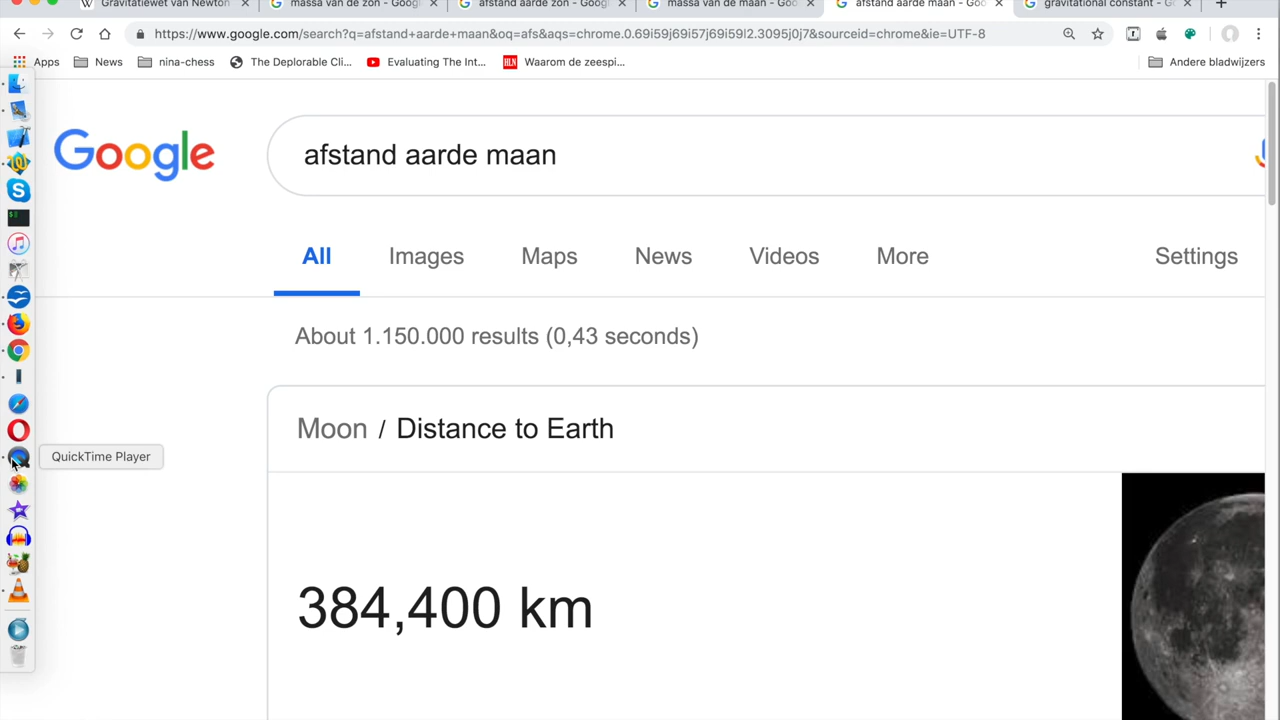 Gravitatiewet van Newton
massa van de zon - Googl
afstand aarde zon - Googl
massa van de maan - Goo
afstand aarde maan - Goo
gravitational constant - Go
https://www.google.com/search?q=afstand+aarde+maan&oq=afs&aqs=chrome.0.69i59j69i57j69i59l2.3095j0j7&sourceid=chrome&ie=UTF-8
Apps
News
nina-chess
The Deplorable Cli...
Evaluating The Int...
HLN
Waarom de zeespi...
Andere bladwijzers
Google
afstand aarde maan
All
Images
Maps
News
Videos
More
Settings
About 1.150.000 results (0,43 seconds)
Moon / Distance to Earth
QuickTime Player
384,400 km